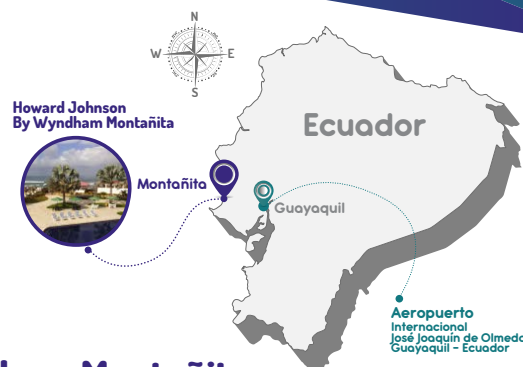 N
W E
S
Howard Johnson
By Wyndham Montañita
Ecuador
Montañita
Guayaquil
Aeropuerto
Internacional
José Joaquín de Olmedo
Guayaquil - Ecuador